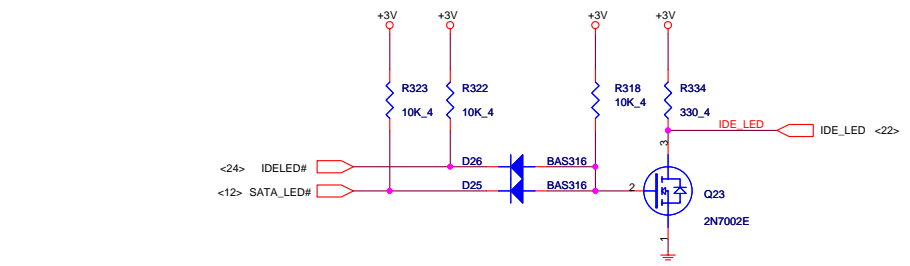 +3V +3V +3V +3V
R323 R322 R318 R334
10K_4 10K_4 10K_4 330_4
IDE_LED IDE_LED <22>
3
<24> IDELED# D26 BAS316
<12> SATA_LED# D25 BAS316 2 Q23
2N7002E
1